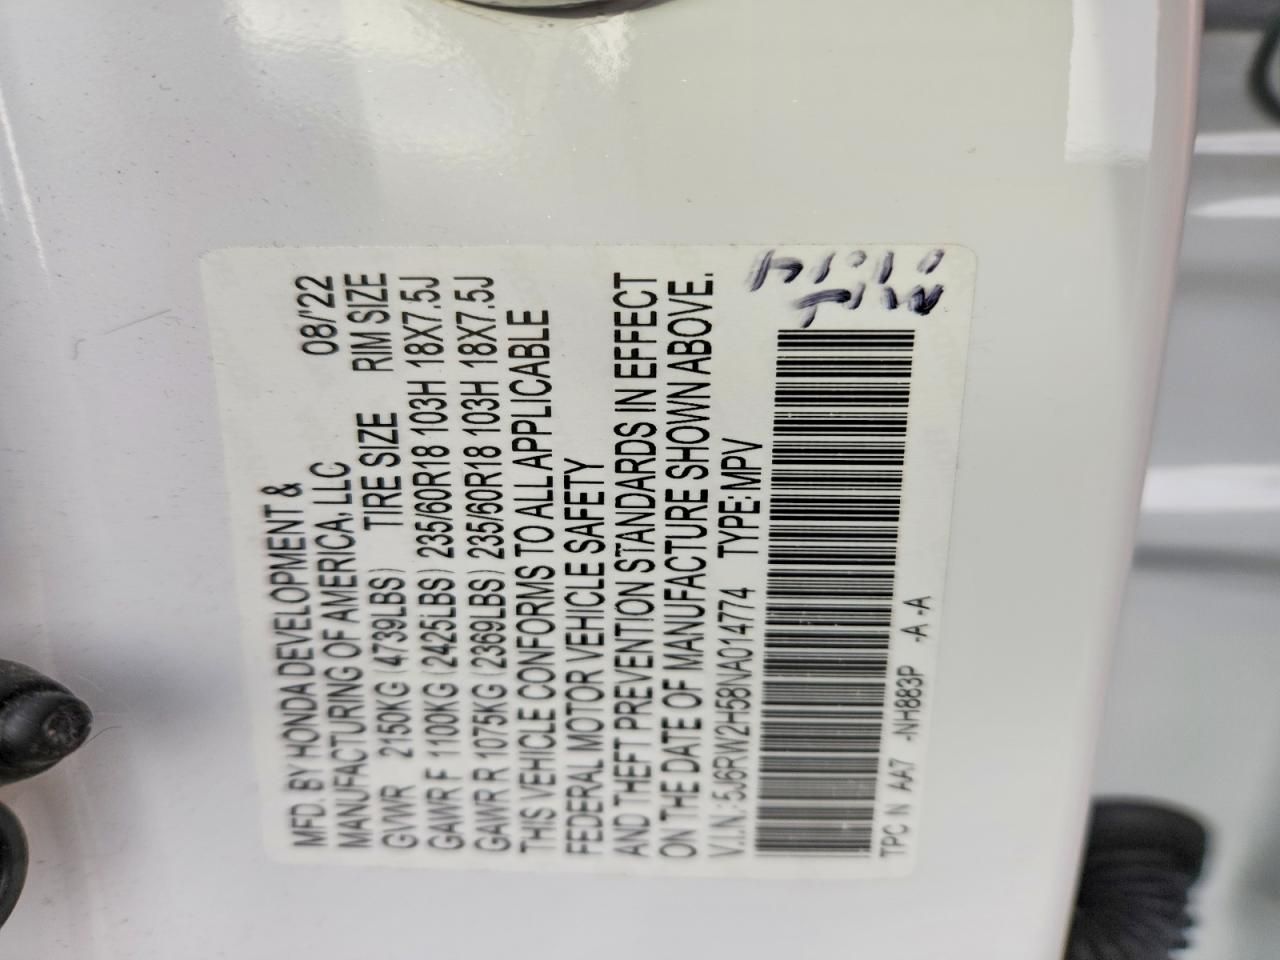 MFD. BY HONDA DEVELOPMENT &
MANUFACTURING OF AMERICA, LLC 08/'22
TIRE SIZE RIM SIZE
GVWR 2150KG (4739LBS)
GAWR F 1100KG (2425LBS) 235/60R18 103H 18X7.5J
GAWR R 1075KG (2369LBS) 235/60R18 103H 18X7.5J
THIS VEHICLE CONFORMS TO ALL APPLICABLE
FEDERAL MOTOR VEHICLE SAFETY
AND THEFT PREVENTION STANDARDS IN EFFECT
ON THE DATE OF MANUFACTURE SHOWN ABOVE.
V.I.N.: 5J6RW2H58NA014774 TYPE: MPV
TPC N AA7 -NH883P -A -A